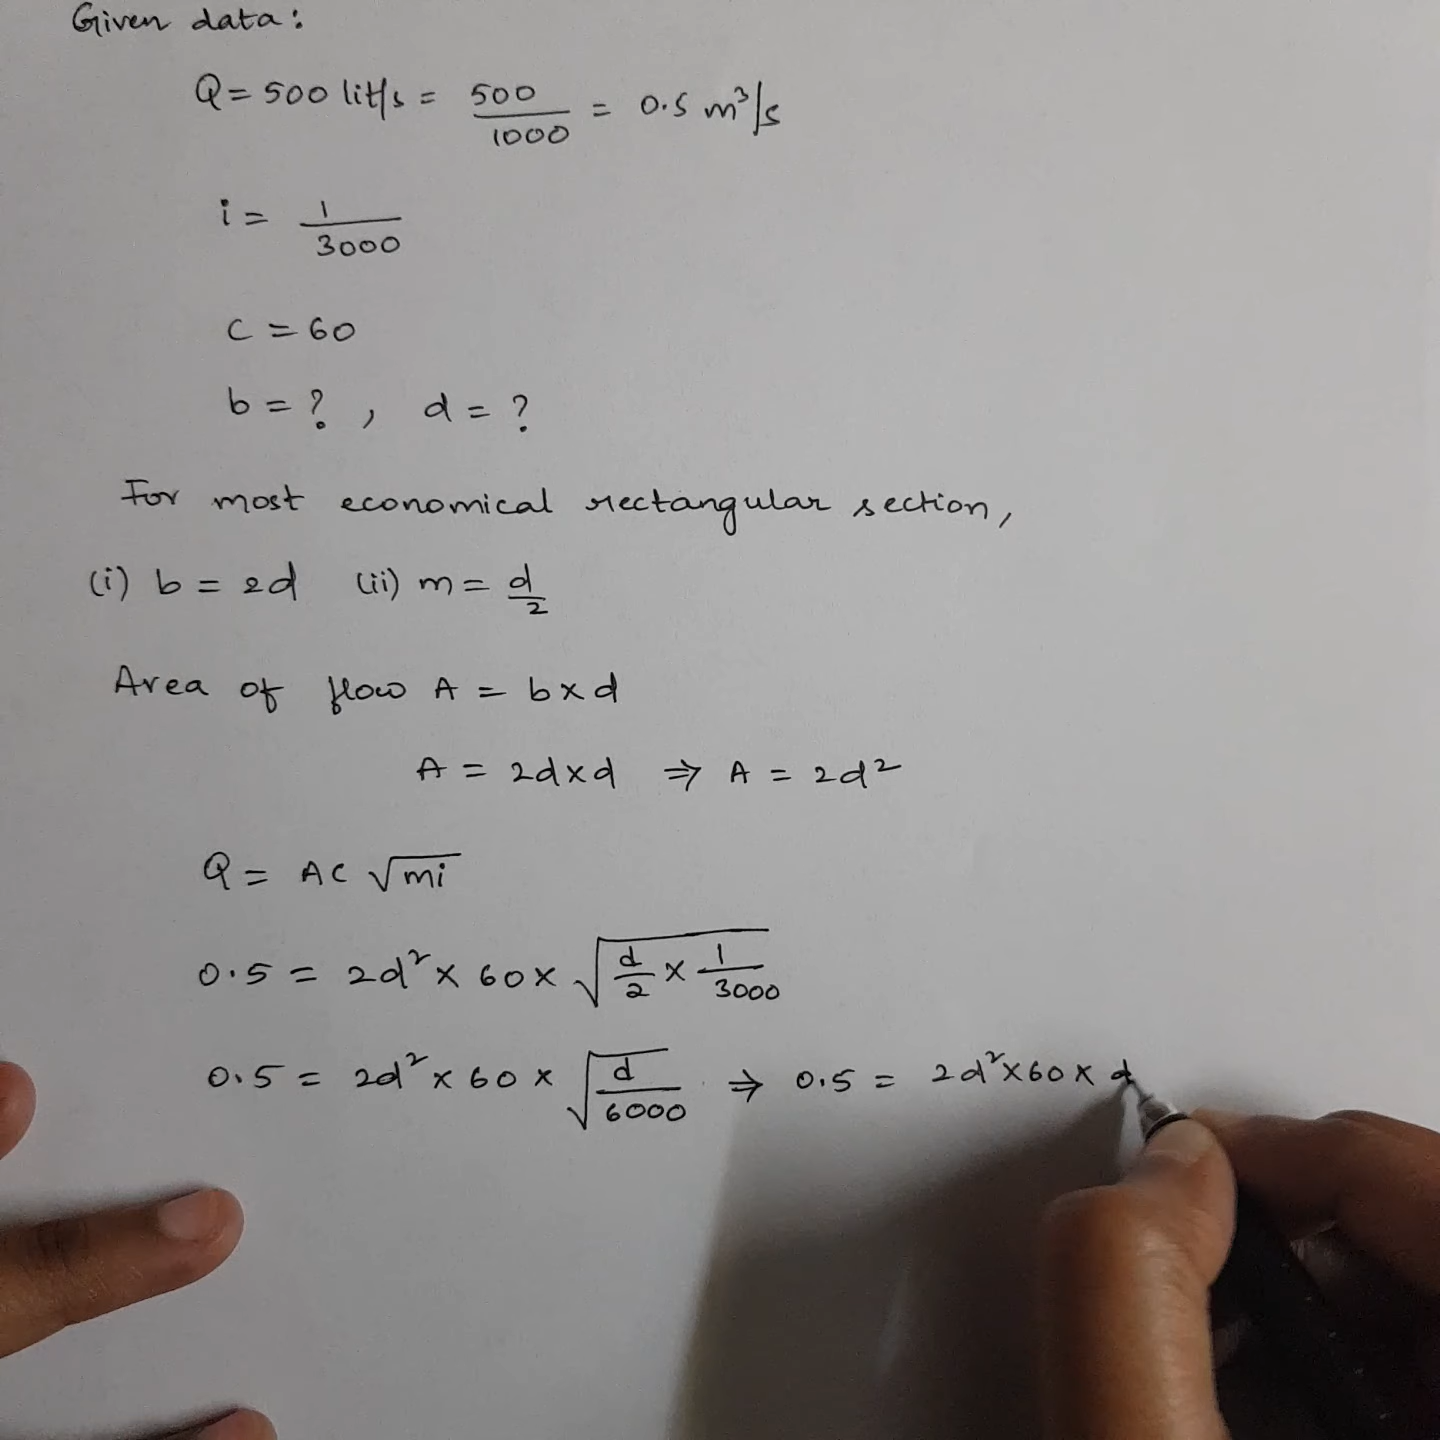 Given data:
Q = 500 lit/s = 500/1000 = 0.5 m³/s
i = 1/3000
C = 60
b = ? , d = ?
For most economical rectangular section,
(i) b = 2d (ii) m = d/2
Area of flow A = b×d
A = 2d×d ⇒ A = 2d²
Q = AC √mi
0.5 = 2d² × 60 × √(d/2 × 1/3000)
0.5 = 2d² × 60 × √(d/6000) ⇒ 0.5 = 2d²×60× d